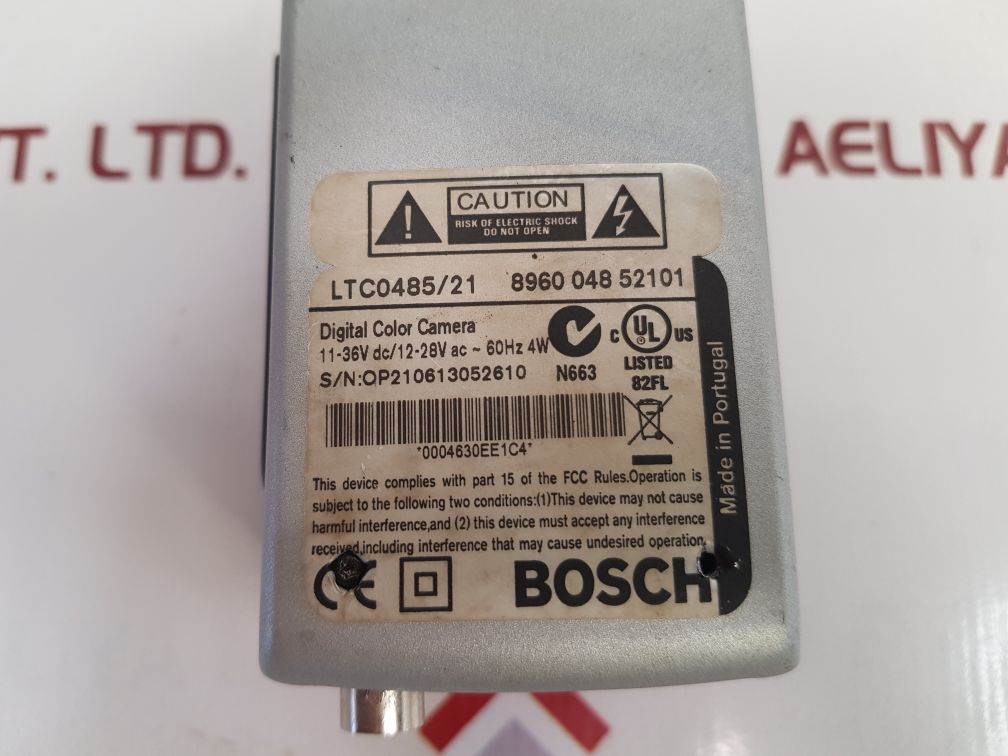 T. LTD.
AELIYA
CAUTION
RISK OF ELECTRIC SHOCK
DO NOT OPEN
LTC0485/21 8960 048 52101
Digital Color Camera
11-36V dc/12-28V ac ~ 60Hz 4W
S/N:QP210613052610
N663
C UL US
LISTED
82FL
*0004630EE1C4*
Made in Portugal
This device complies with part 15 of the FCC Rules.Operation is
subject to the following two conditions:(1)This device may not cause
harmful interference,and (2) this device must accept any interference
received,including interference that may cause undesired operation.
CE
BOSCH